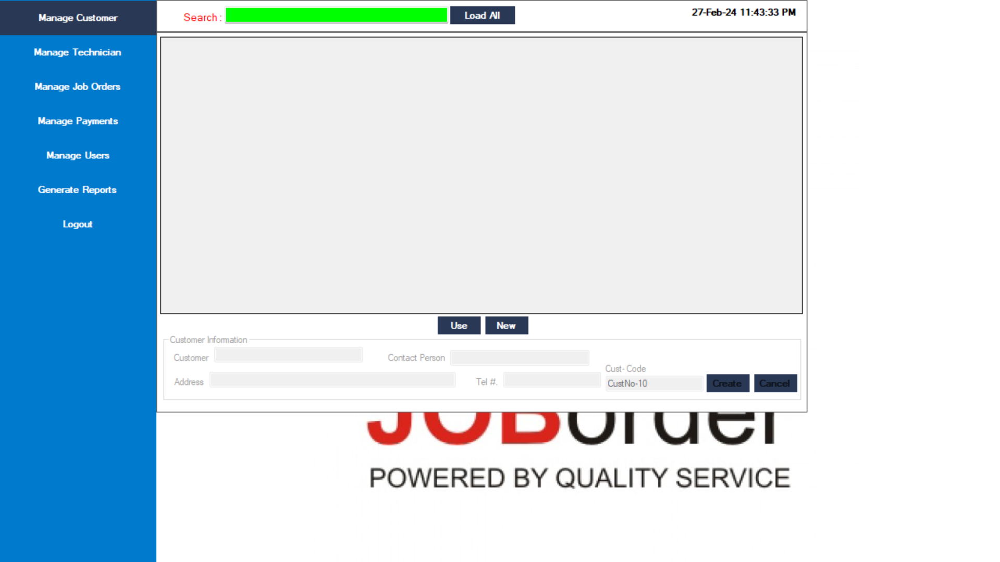 Manage Customer
Search :
Load All
27-Feb-24 11:43:33 PM
Manage Technician
Manage Job Orders
Manage Payments
Manage Users
Generate Reports
Logout
Use
New
Customer Information
Customer
Contact Person
Address
Tel #.
Cust- Code
CustNo-10
Create
Cancel
JOBorder
POWERED BY QUALITY SERVICE